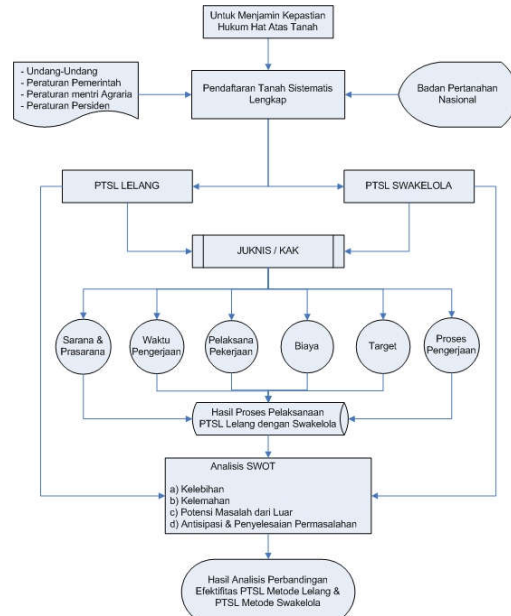 Untuk Menjamin Kepastian
Hukum Hat Atas Tanah
- Undang-Undang
- Peraturan Pemerintah
- Peraturan mentri Agraria
- Peraturan Persiden
Pendaftaran Tanah Sistematis
Lengkap
Badan Pertanahan
Nasional
PTSL LELANG
PTSL SWAKELOLA
JUKNIS / KAK
Sarana &
Prasarana
Waktu
Pengerjaan
Pelaksana
Pekerjaan
Biaya
Target
Proses
Pengerjaan
Hasil Proses Pelaksanaan
PTSL Lelang dengan Swakelola
Analisis SWOT
a) Kelebihan
b) Kelemahan
c) Potensi Masalah dari Luar
d) Antisipasi & Penyelesaian Permasalahan
Hasil Analisis Perbandingan
Efektifitas PTSL Metode Lelang &
PTSL Metode Swakelola